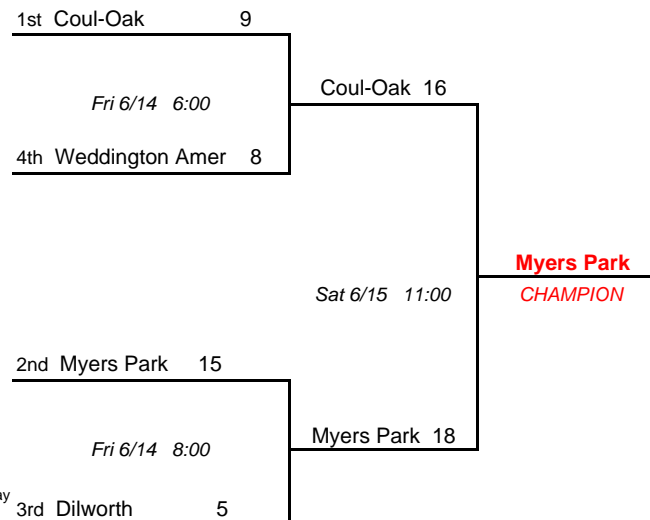 1st Coul-Oak 9
Fri 6/14 6:00
Coul-Oak 16
4th Weddington Amer 8
Myers Park
Sat 6/15 11:00
CHAMPION
2nd Myers Park 15
Myers Park 18
Fri 6/14 8:00
3rd Dilworth 5